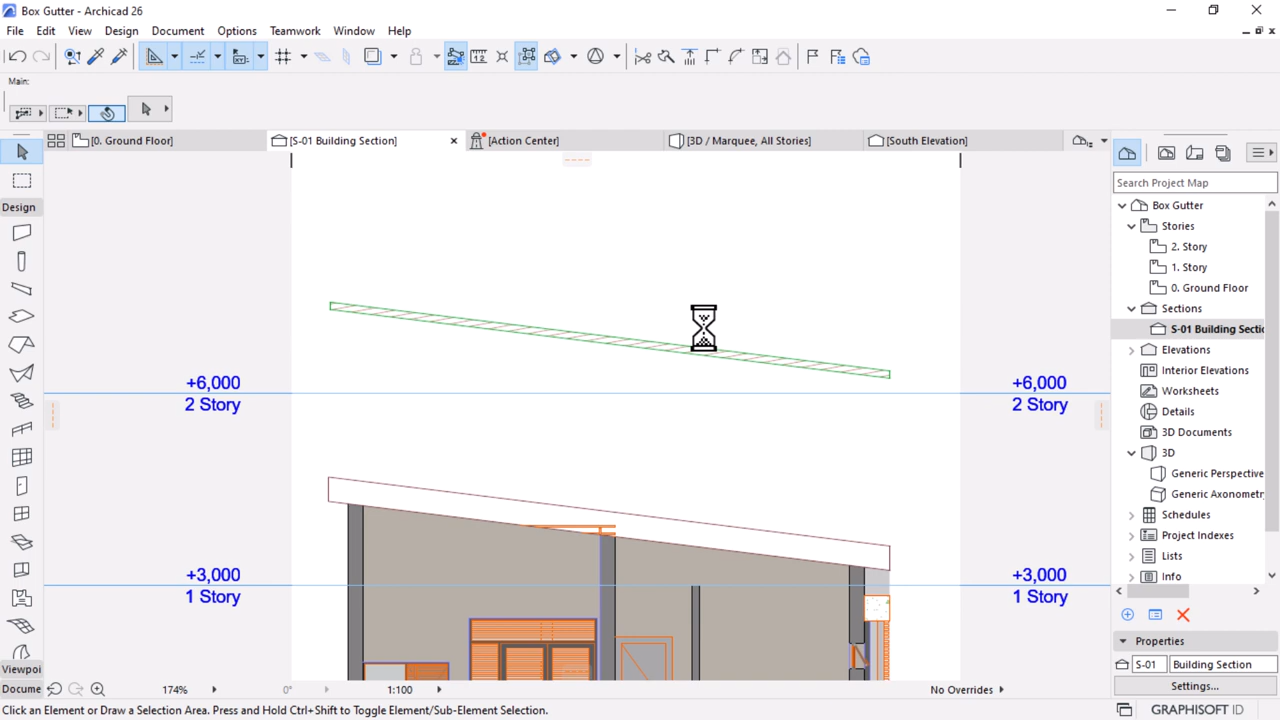 Box Gutter - Archicad 26
File Edit View Design Document Options Teamwork Window Help
Main:
[0. Ground Floor] [S-01 Building Section] [Action Center] [3D / Marquee, All Stories] [South Elevation]
Search Project Map
Design
Box Gutter
Stories
2. Story
1. Story
0. Ground Floor
Sections
S-01 Building Sectio
Elevations
Interior Elevations
Worksheets
Details
3D Documents
3D
Generic Perspective
Generic Axonometr
Schedules
Project Indexes
Lists
Info
Properties
S-01 Building Section
Settings...
+6,000 +6,000
2 Story 2 Story
+3,000 +3,000
1 Story 1 Story
Viewpoi
Docume
174% 0° 1:100 No Overrides
Click an Element or Draw a Selection Area. Press and Hold Ctrl+Shift to Toggle Element/Sub-Element Selection.
GRAPHISOFT ID